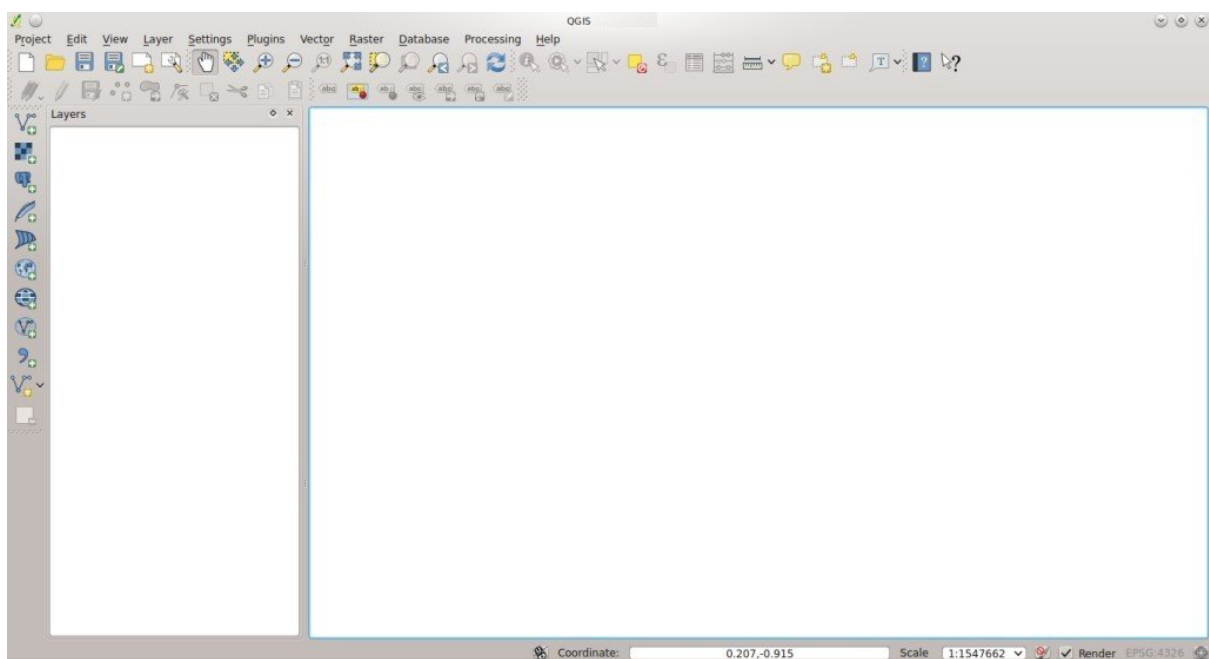 QGIS
Project Edit View Layer Settings Plugins Vector Raster Database Processing Help
Layers
Coordinate: 0.207,-0.915 Scale 1:1547662 Render EPSG:4326